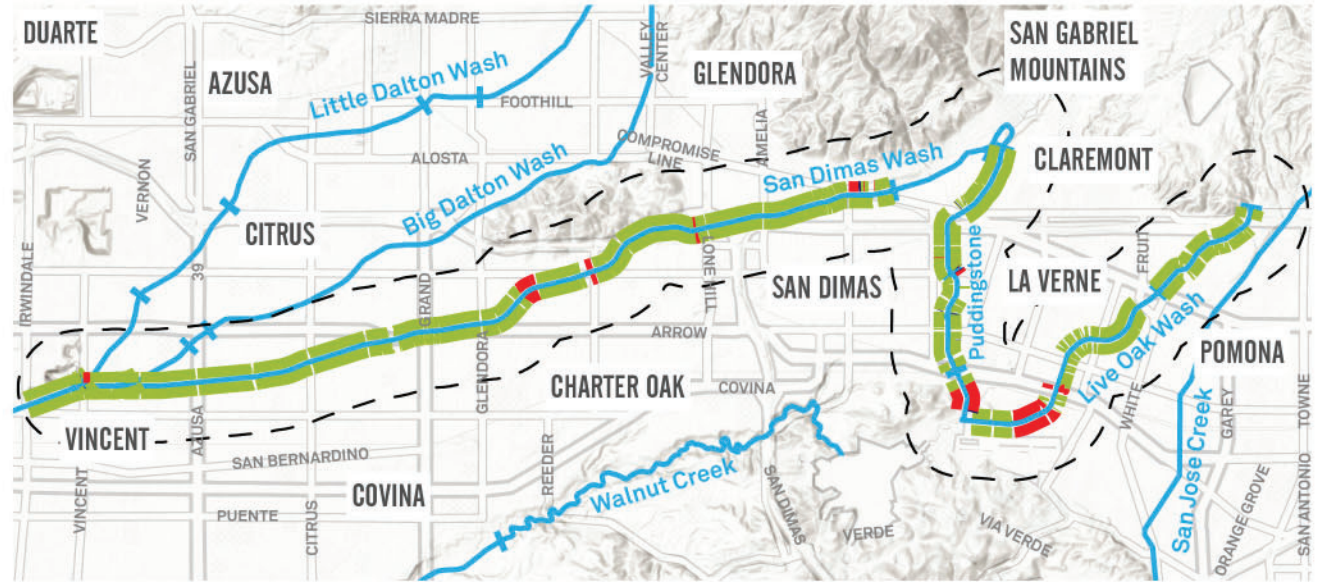 SIERRA MADRE
DUARTE
SAN GABRIEL
MOUNTAINS
VALLEY
CENTER
AZUSA
GLENDORA
Little Dalton Wash
FOOTHILL
SAN GABRIEL
COMPROMISE
LINE
AMELIA
ALOSTA
CLAREMONT
VERNON
Big Dalton Wash
San Dimas Wash
CITRUS
IRWINDALE
39
GRAND
LONE HILL
SAN DIMAS
LA VERNE
FRUIT
Puddingstone
ARROW
GLENDORA
Live Oak Wash
POMONA
CHARTER OAK
COVINA
WHITE
GAREY
TOWNE
VINCENT
AZUSA
SAN BERNARDINO
REEDER
Walnut Creek
SAN DIMAS
San Jose Creek
COVINA
VINCENT
PUENTE
CITRUS
VERDE
VIA VERDE
ORANGE GROVE
SAN ANTONIO